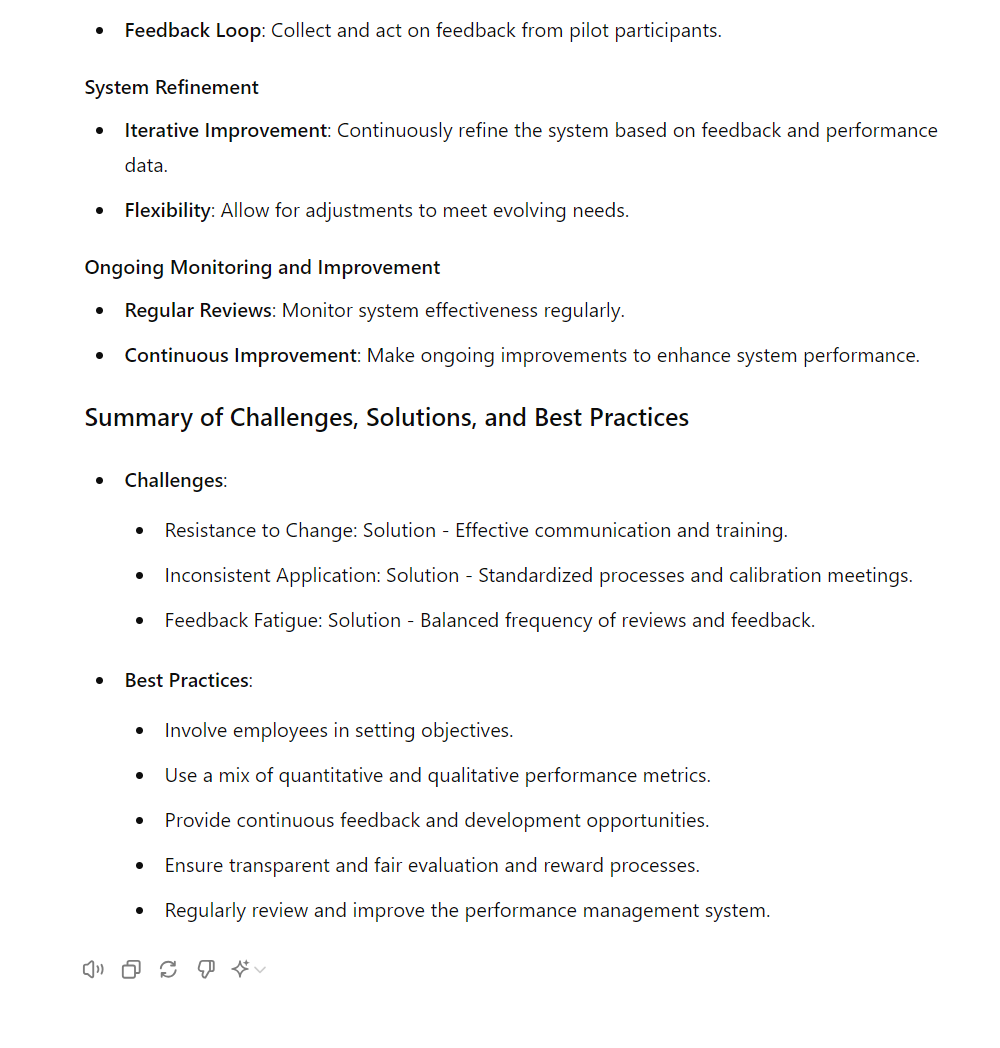 Feedback Loop: Collect and act on feedback from pilot participants.
System Refinement
Iterative Improvement: Continuously refine the system based on feedback and performance
data.
Flexibility: Allow for adjustments to meet evolving needs.
Ongoing Monitoring and Improvement
Regular Reviews: Monitor system effectiveness regularly.
Continuous Improvement: Make ongoing improvements to enhance system performance.
Summary of Challenges, Solutions, and Best Practices
Challenges:
Resistance to Change: Solution - Effective communication and training.
Inconsistent Application: Solution - Standardized processes and calibration meetings.
Feedback Fatigue: Solution - Balanced frequency of reviews and feedback.
Best Practices:
Involve employees in setting objectives.
Use a mix of quantitative and qualitative performance metrics.
Provide continuous feedback and development opportunities.
Ensure transparent and fair evaluation and reward processes.
Regularly review and improve the performance management system.